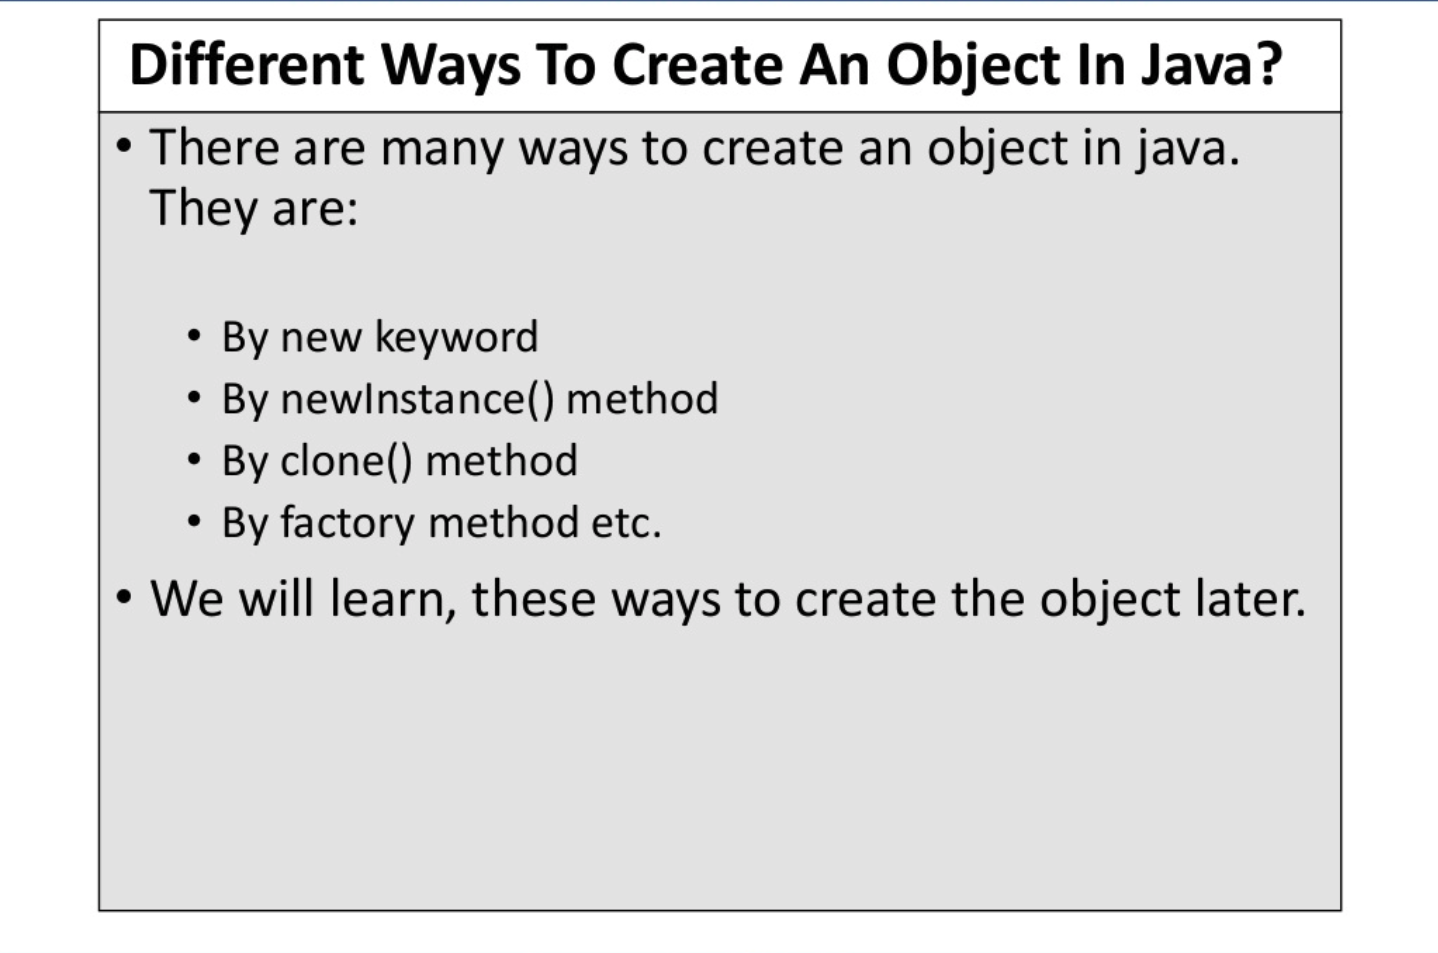 Different Ways To Create An Object In Java?
• There are many ways to create an object in java.
They are:
• By new keyword
• By newInstance() method
• By clone() method
• By factory method etc.
• We will learn, these ways to create the object later.